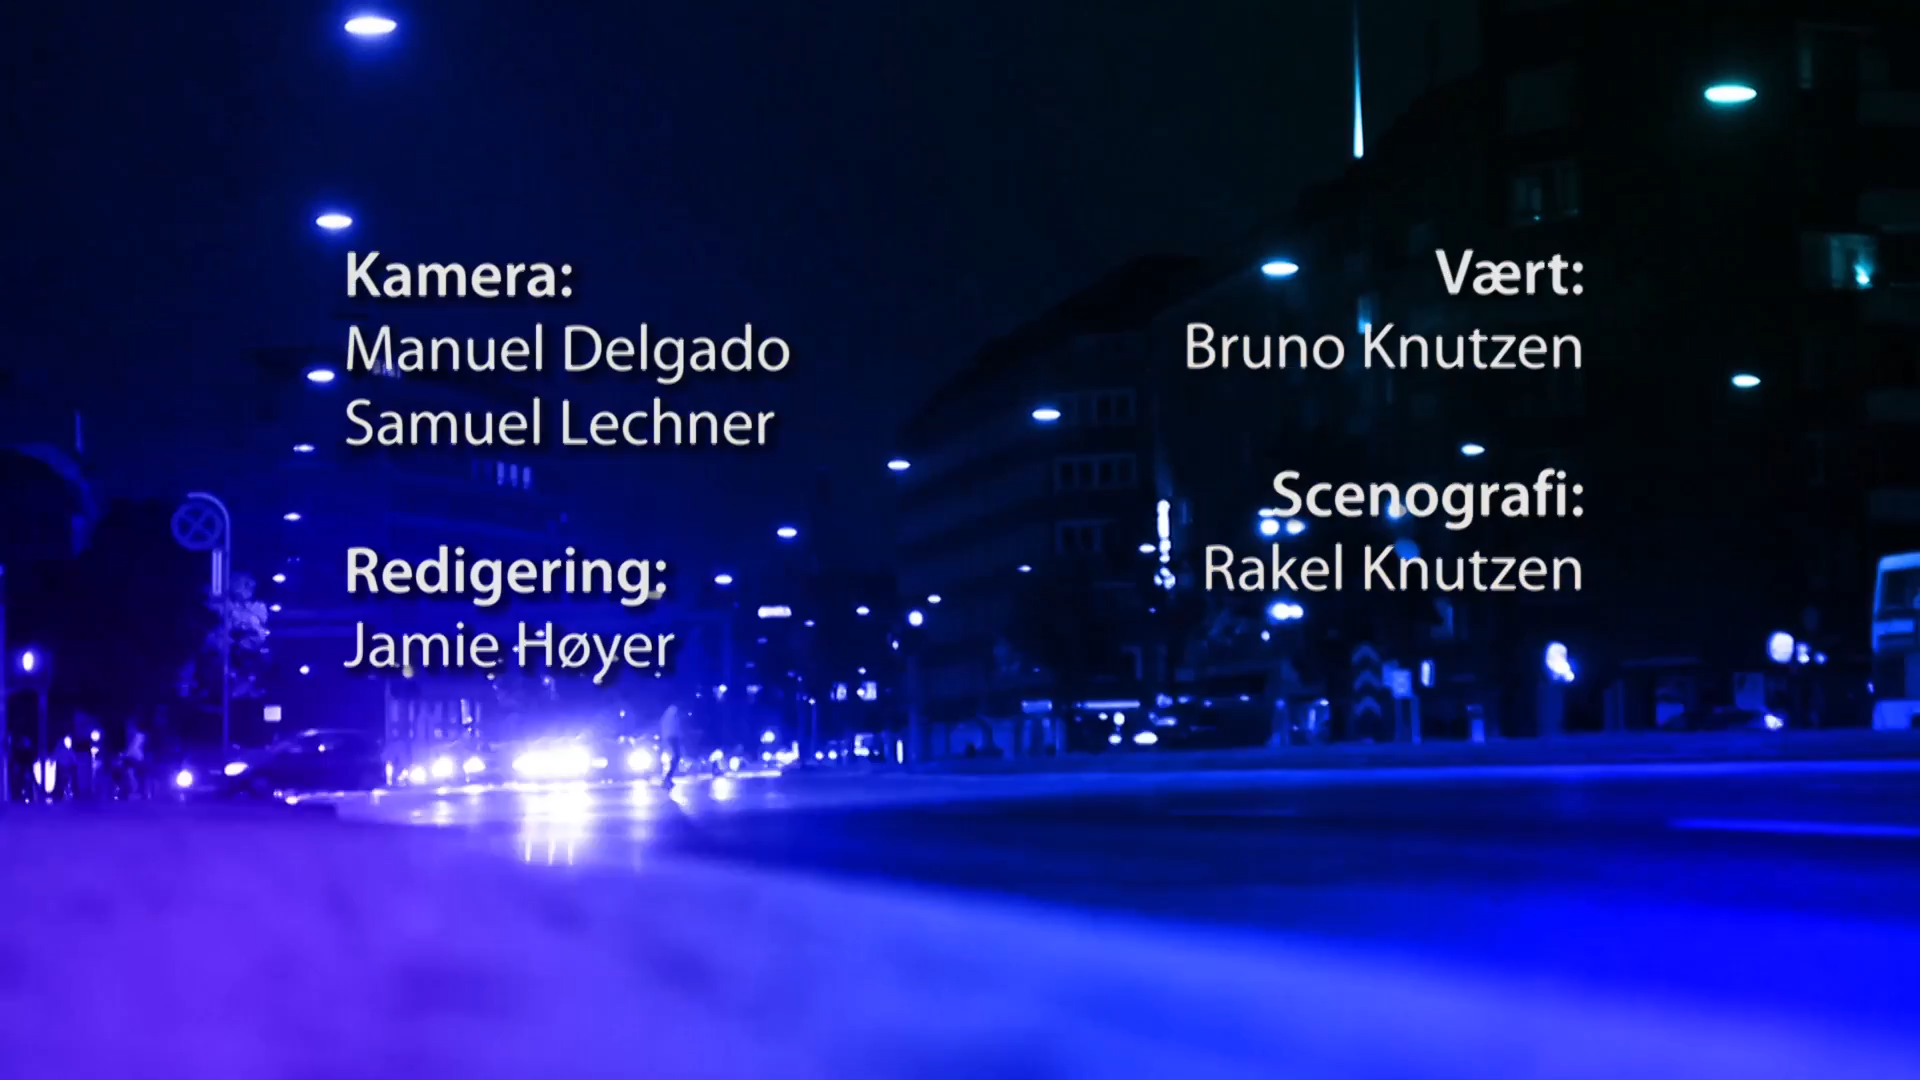 Kamera:
Manuel Delgado
Samuel Lechner
Redigering:
Jamie Høyer
Vært:
Bruno Knutzen
Scenografi:
Rakel Knutzen